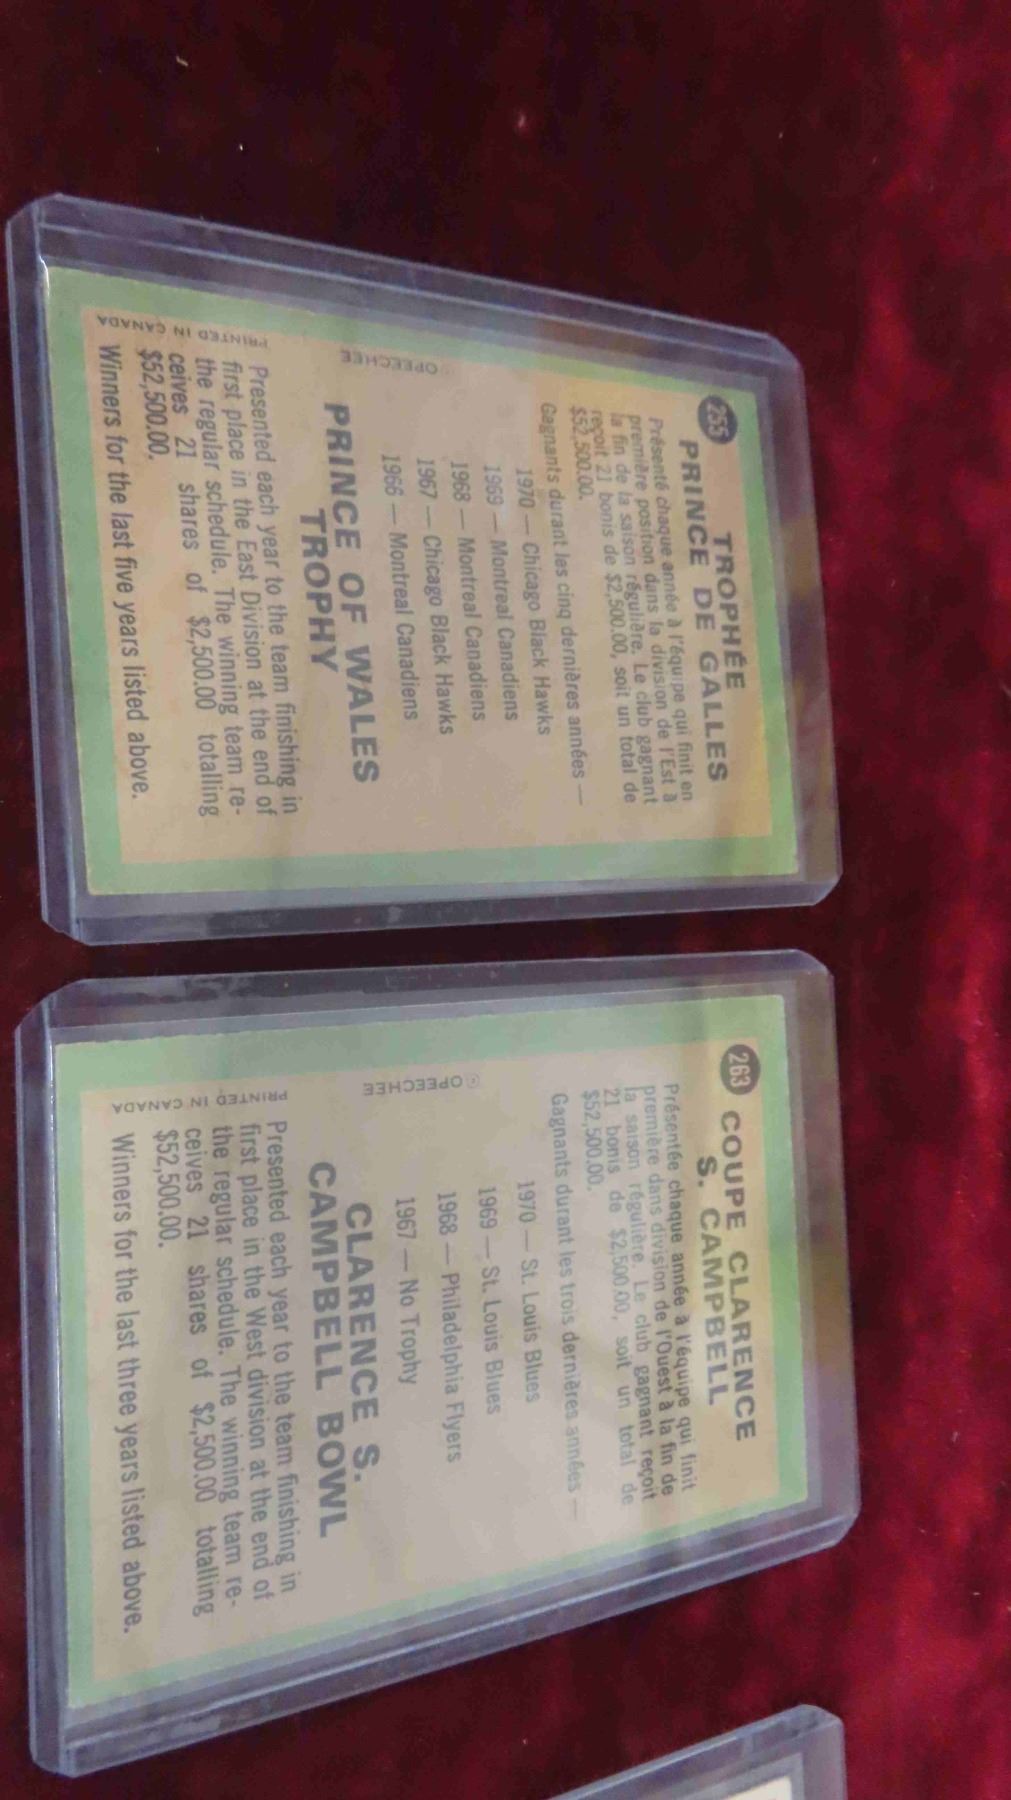 255 TROPHÉE
PRINCE DE GALLES
Présenté chaque année à l'équipe qui finit en
première position dans la division de l'Est à
la fin de la saison régulière. Le club gagnant
reçoit 21 bonis de $2,500.00, soit un total de
$52,500.00.
Gagnants durant les cinq dernières années —
1970 — Chicago Black Hawks
1969 — Montreal Canadiens
1968 — Montreal Canadiens
1967 — Chicago Black Hawks
1966 — Montreal Canadiens
PRINCE OF WALES
TROPHY
Presented each year to the team finishing in
first place in the East Division at the end of
the regular schedule. The winning team re-
ceives 21 shares of $2,500.00 totalling
$52,500.00.
Winners for the last five years listed above.
© OPEECHEE
PRINTED IN CANADA
263 COUPE CLARENCE
S. CAMPBELL
Présentée chaque année à l'équipe qui finit
première dans division de l'Ouest à la fin de
la saison régulière. Le club gagnant reçoit
21 bonis de $2,500.00, soit un total de
$52,500.00.
Gagnants durant les trois dernières années —
1970 — St. Louis Blues
1969 — St. Louis Blues
1968 — Philadelphia Flyers
1967 — No Trophy
CLARENCE S.
CAMPBELL BOWL
Presented each year to the team finishing in
first place in the West division at the end of
the regular schedule. The winning team re-
ceives 21 shares of $2,500.00 totalling
$52,500.00.
Winners for the last three years listed above.
© OPEECHEE
PRINTED IN CANADA